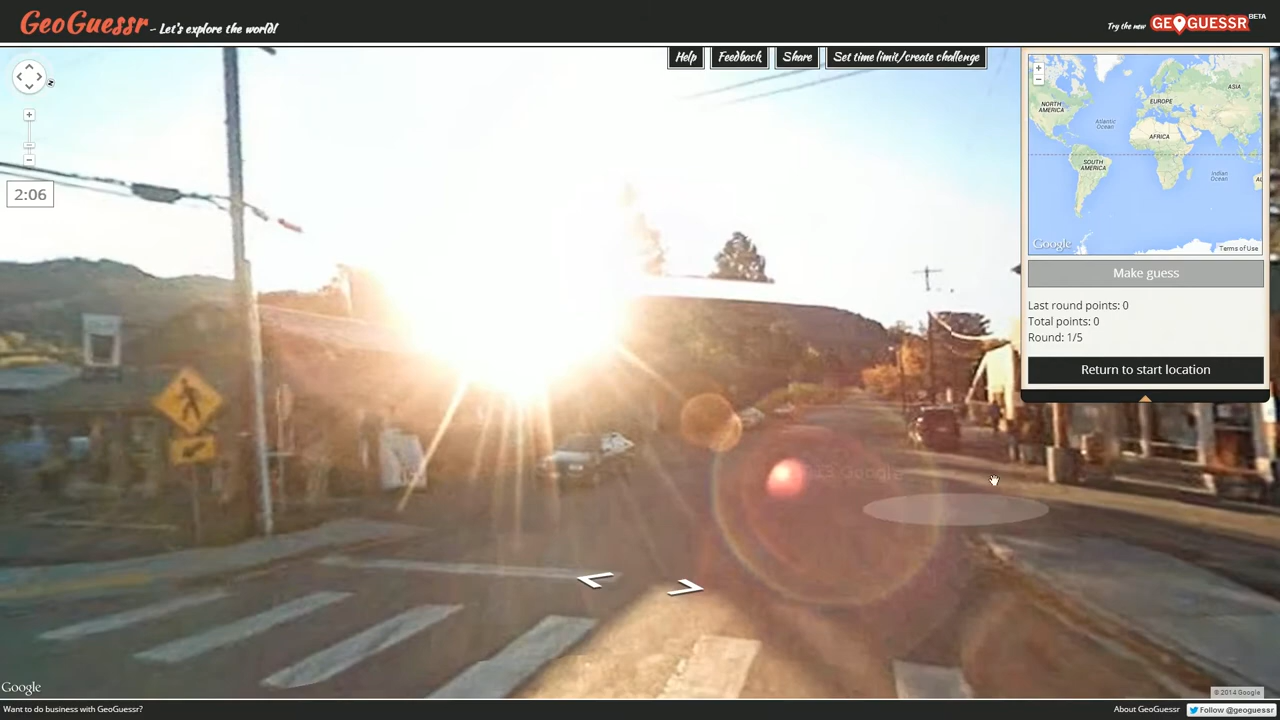 GeoGuessr - Let's explore the world!
Try the new GEOGUESSR BETA
Help Feedback Share Set time limit/create challenge
+
−
2:06
+
−
NORTH AMERICA
EUROPE
ASIA
Atlantic Ocean
AFRICA
SOUTH AMERICA
Indian Ocean
Google
Terms of Use
Make guess
Last round points: 0
Total points: 0
Round: 1/5
Return to start location
Google
© 2014 Google
Want to do business with GeoGuessr?
About GeoGuessr Follow @geoguessr